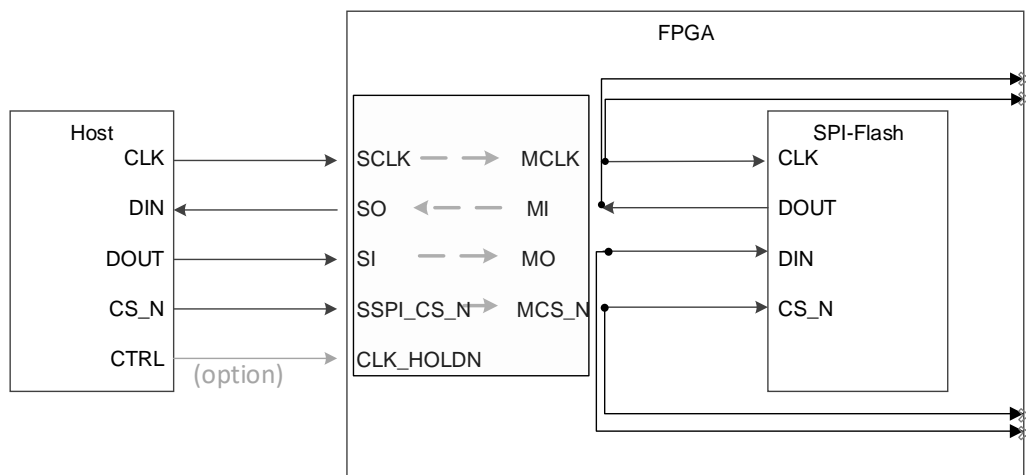 FPGA
Host
SPI-Flash
CLK
SCLK
MCLK
CLK
DIN
SO
MI
DOUT
DOUT
SI
MO
DIN
CS_N
SSPI_CS_N
MCS_N
CS_N
CTRL
(option)
CLK_HOLDN